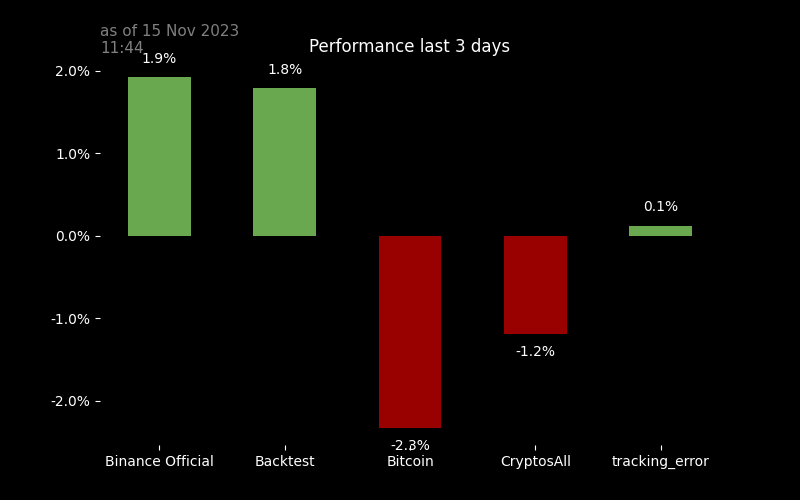 as of 15 Nov 2023
11:44
Performance last 3 days
2.0%
1.0%
0.0%
-1.0%
-2.0%
1.9%
1.8%
-2.3%
-1.2%
0.1%
Binance Official
Backtest
Bitcoin
CryptosAll
tracking_error